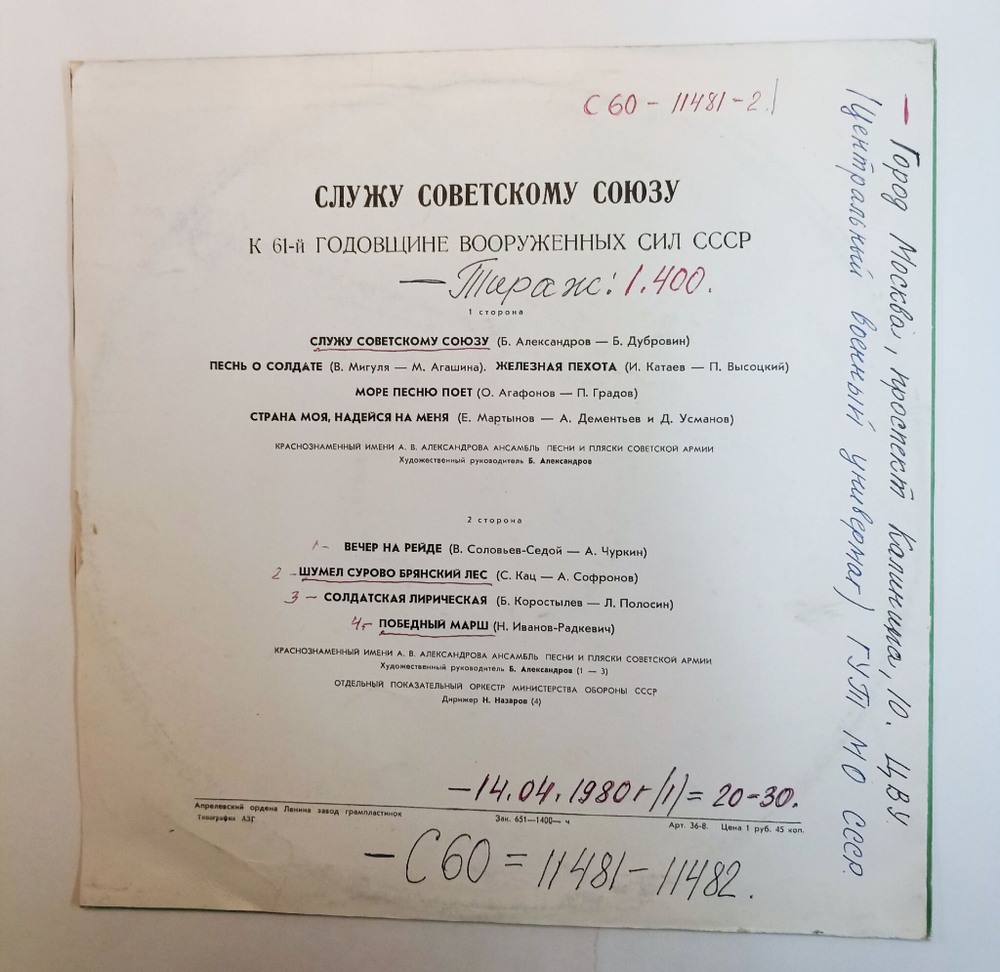 С 60 - 11481 - 2.
СЛУЖУ СОВЕТСКОМУ СОЮЗУ
К 61-й ГОДОВЩИНЕ ВООРУЖЕННЫХ СИЛ СССР
— Тираж: 1.400.
1 сторона
СЛУЖУ СОВЕТСКОМУ СОЮЗУ (Б. Александров — Б. Дубровин)
ПЕСНЬ О СОЛДАТЕ (В. Мигуля — М. Агашина). ЖЕЛЕЗНАЯ ПЕХОТА (И. Катаев — П. Высоцкий)
МОРЕ ПЕСНЮ ПОЕТ (О. Агафонов — П. Градов)
СТРАНА МОЯ, НАДЕЙСЯ НА МЕНЯ (Е. Мартынов — А. Дементьев и Д. Усманов)
КРАСНОЗНАМЕННЫЙ ИМЕНИ А. В. АЛЕКСАНДРОВА АНСАМБЛЬ ПЕСНИ И ПЛЯСКИ СОВЕТСКОЙ АРМИИ
Художественный руководитель Б. Александров
2 сторона
1 - ВЕЧЕР НА РЕЙДЕ (В. Соловьев-Седой — А. Чуркин)
2 - ШУМЕЛ СУРОВО БРЯНСКИЙ ЛЕС (С. Кац — А. Софронов)
3 - СОЛДАТСКАЯ ЛИРИЧЕСКАЯ (Б. Коростылев — Л. Полосин)
4 - ПОБЕДНЫЙ МАРШ (Н. Иванов-Радкевич)
КРАСНОЗНАМЕННЫЙ ИМЕНИ А. В. АЛЕКСАНДРОВА АНСАМБЛЬ ПЕСНИ И ПЛЯСКИ СОВЕТСКОЙ АРМИИ
Художественный руководитель Б. Александров (1 — 3)
ОТДЕЛЬНЫЙ ПОКАЗАТЕЛЬНЫЙ ОРКЕСТР МИНИСТЕРСТВА ОБОРОНЫ СССР
Дирижер Н. Назаров (4)
— 14.04.1980 г /1/ = 20-30.
Апрелевский ордена Ленина завод грампластинок
Типография АЗГ Зак. 651—1400— ч Арт. 36-8. Цена 1 руб. 45 коп.
— С60 = 11481 - 11482.
— Город Москва, проспект Калинина, 10. ЦВУ
/Центральный военный универмаг/ ГУТ МО СССР.